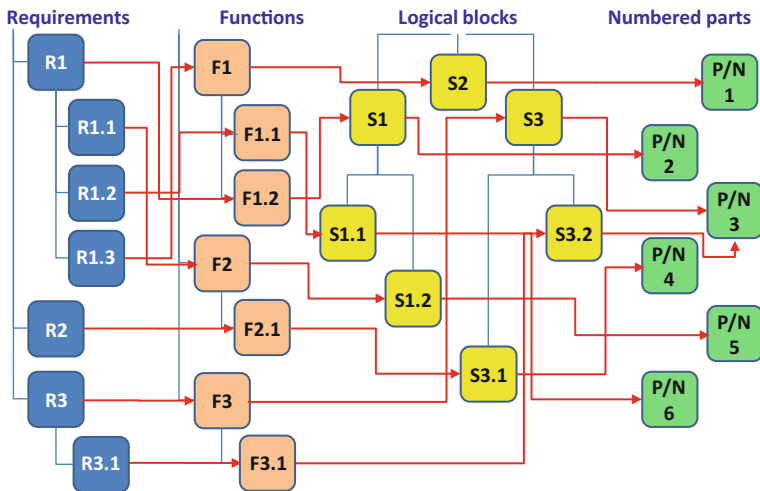 Requirements
Functions
Logical blocks
Numbered parts
R1
R1.1
R1.2
R1.3
R2
R3
R3.1
F1
F1.1
F1.2
F2
F2.1
F3
F3.1
S2
S1
S3
S1.1
S3.2
S1.2
S3.1
P/N
1
P/N
2
P/N
3
P/N
4
P/N
5
P/N
6